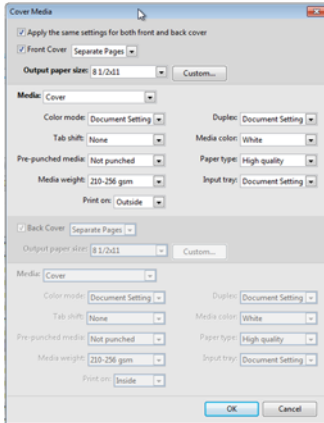 Cover Media
Apply the same settings for both front and back cover
Front Cover Separate Pages
Output paper size: 8 1/2x11 Custom...
Media: Cover
Color mode: Document Setting Duplex: Document Setting
Tab shift: None Media color: White
Pre-punched media: Not punched Paper type: High quality
Media weight: 210-256 gsm Input tray: Document Setting
Print on: Outside
Back Cover Separate Pages
Output paper size: 8 1/2x11 Custom...
Media: Cover
Color mode: Document Setting Duplex: Document Setting
Tab shift: None Media color: White
Pre-punched media: Not punched Paper type: High quality
Media weight: 210-256 gsm Input tray: Document Setting
Print on: Inside
OK Cancel